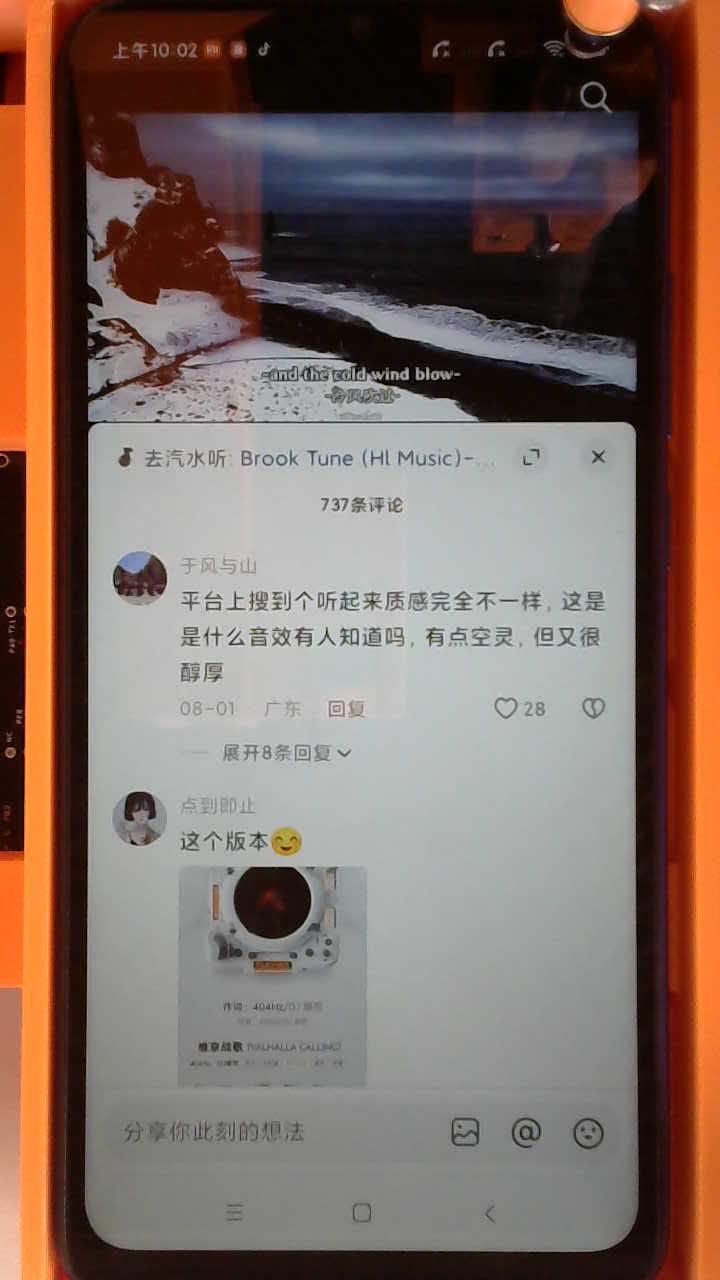 上午10:02
-and the cold wind blow-
-冷风吹过-
去汽水听: Brook Tune (Hl Music)-...
737条评论
于风与山
平台上搜到个听起来质感完全不一样，这是
是什么音效有人知道吗，有点空灵，但又很
醇厚
08-01 广东 回复
28
展开8条回复
点到即止
这个版本
作词: 404Hz/DJ
战歌 (VALHALLA CALLING)
分享你此刻的想法